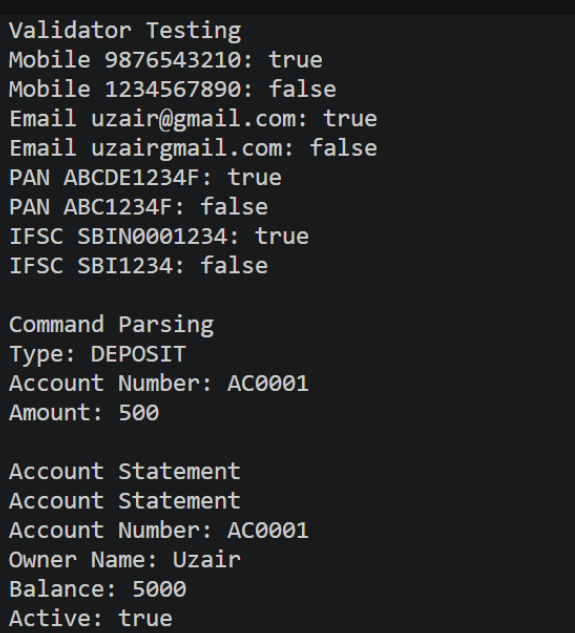 Validator Testing
Mobile 9876543210: true
Mobile 1234567890: false
Email uzair@gmail.com: true
Email uzairgmail.com: false
PAN ABCDE1234F: true
PAN ABC1234F: false
IFSC SBIN0001234: true
IFSC SBI1234: false
Command Parsing
Type: DEPOSIT
Account Number: AC0001
Amount: 500
Account Statement
Account Statement
Account Number: AC0001
Owner Name: Uzair
Balance: 5000
Active: true